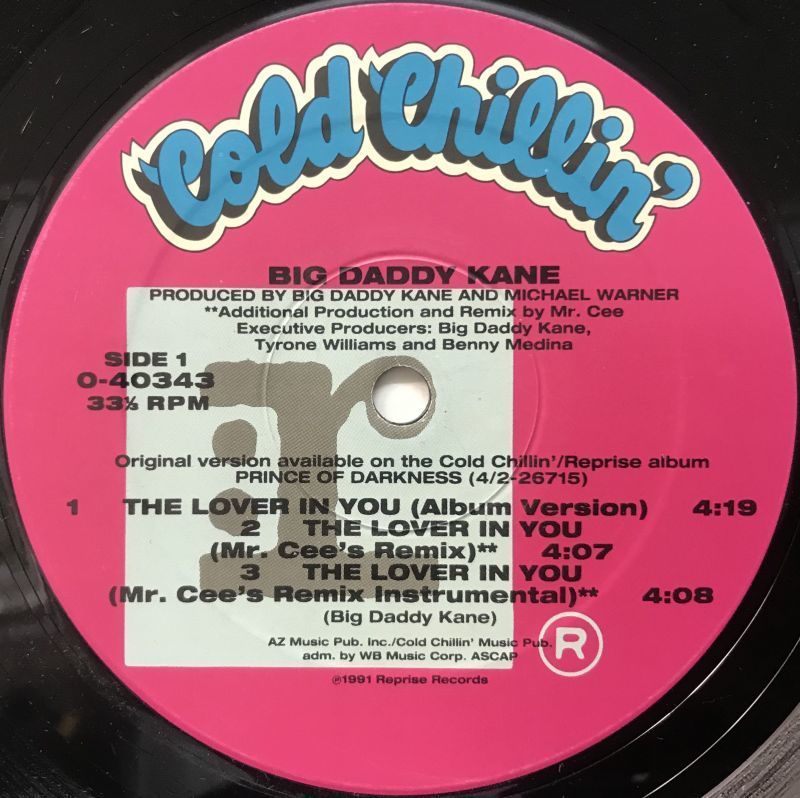 Cold Chillin'
BIG DADDY KANE
PRODUCED BY BIG DADDY KANE AND MICHAEL WARNER
**Additional Production and Remix by Mr. Cee
Executive Producers: Big Daddy Kane,
Tyrone Williams and Benny Medina
SIDE 1
0-40343
33⅓ RPM
r:
Original version available on the Cold Chillin'/Reprise album
PRINCE OF DARKNESS (4/2-26715)
1 THE LOVER IN YOU (Album Version) 4:19
2 THE LOVER IN YOU
(Mr. Cee's Remix)** 4:07
3 THE LOVER IN YOU
(Mr. Cee's Remix Instrumental)** 4:08
(Big Daddy Kane)
AZ Music Pub. Inc./Cold Chillin' Music Pub.
adm. by WB Music Corp. ASCAP
R
℗1991 Reprise Records